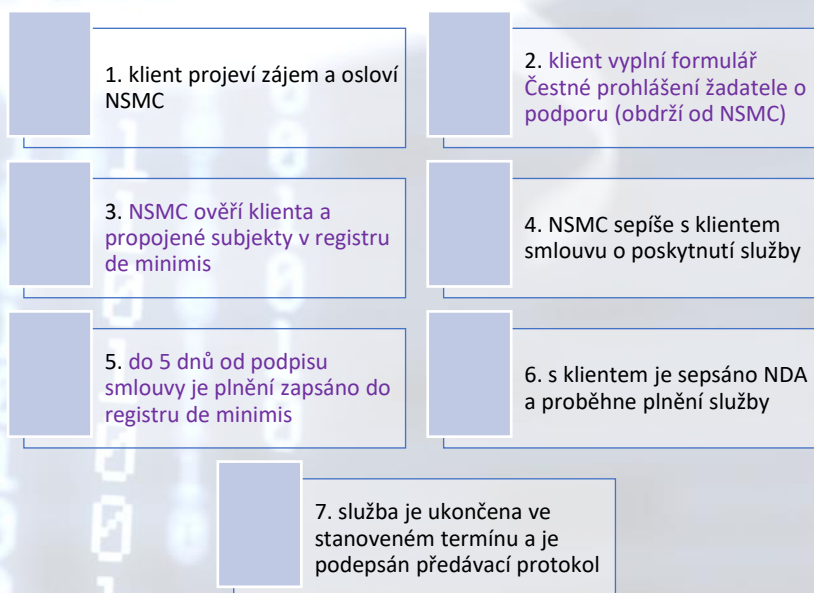 1. klient projeví zájem a osloví
NSMC
2. klient vyplní formulář
Čestné prohlášení žadatele o
podporu (obdrží od NSMC)
3. NSMC ověří klienta a
propojené subjekty v registru
de minimis
4. NSMC sepíše s klientem
smlouvu o poskytnutí služby
5. do 5 dnů od podpisu
smlouvy je plnění zapsáno do
registru de minimis
6. s klientem je sepsáno NDA
a proběhne plnění služby
7. služba je ukončena ve
stanoveném termínu a je
podepsán předávací protokol